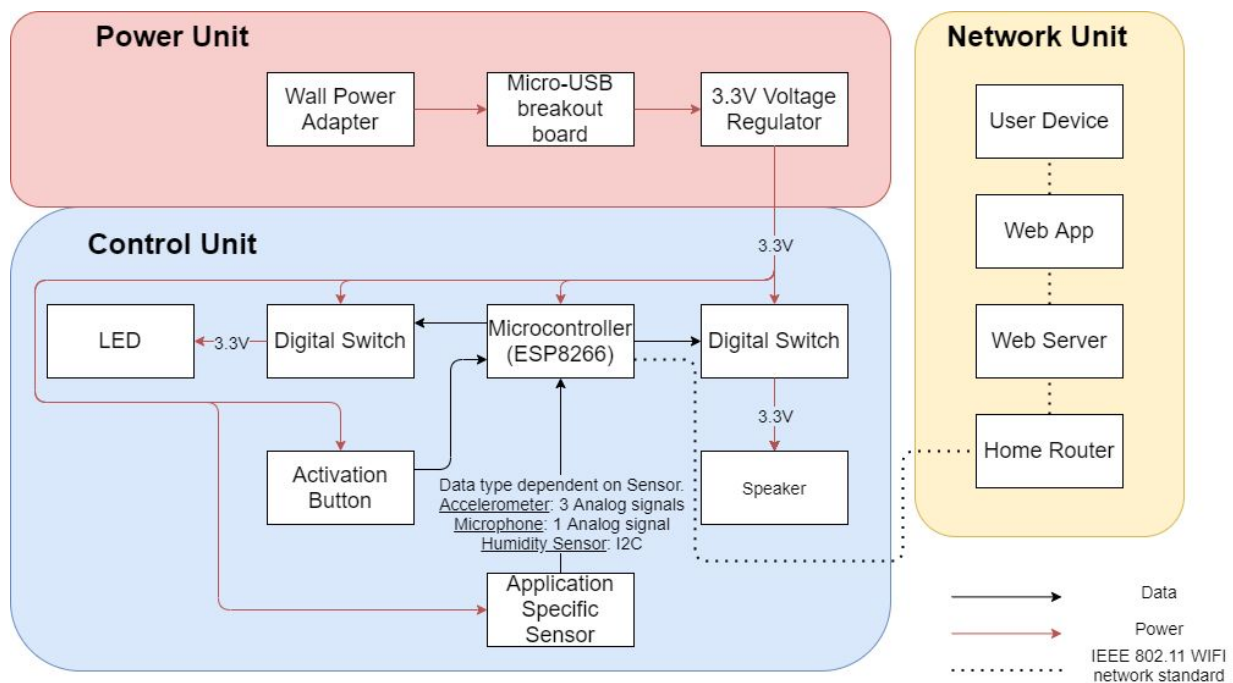 Power Unit
Wall Power
Adapter
Micro-USB
breakout
board
3.3V Voltage
Regulator
Network Unit
User Device
Web App
Web Server
Home Router
Control Unit
3.3V
LED
3.3V
Digital Switch
Microcontroller
(ESP8266)
Digital Switch
3.3V
Activation
Button
Speaker
Data type dependent on Sensor.
Accelerometer: 3 Analog signals
Microphone: 1 Analog signal
Humidity Sensor: I2C
Application
Specific
Sensor
Data
Power
IEEE 802.11 WIFI
network standard